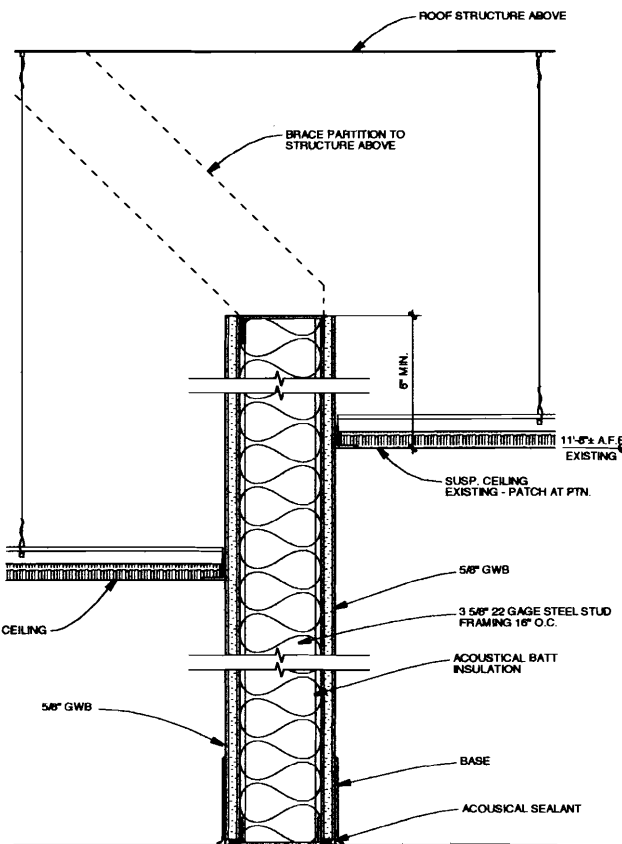 ROOF STRUCTURE ABOVE
BRACE PARTITION TO
STRUCTURE ABOVE
6" MIN.
11'-8"± A.F.F
EXISTING
SUSP. CEILING
EXISTING - PATCH AT PTN.
5/8" GWB
CEILING
3 5/8" 22 GAGE STEEL STUD
FRAMING 16" O.C.
ACOUSTICAL BATT
INSULATION
5/8" GWB
BASE
ACOUSICAL SEALANT